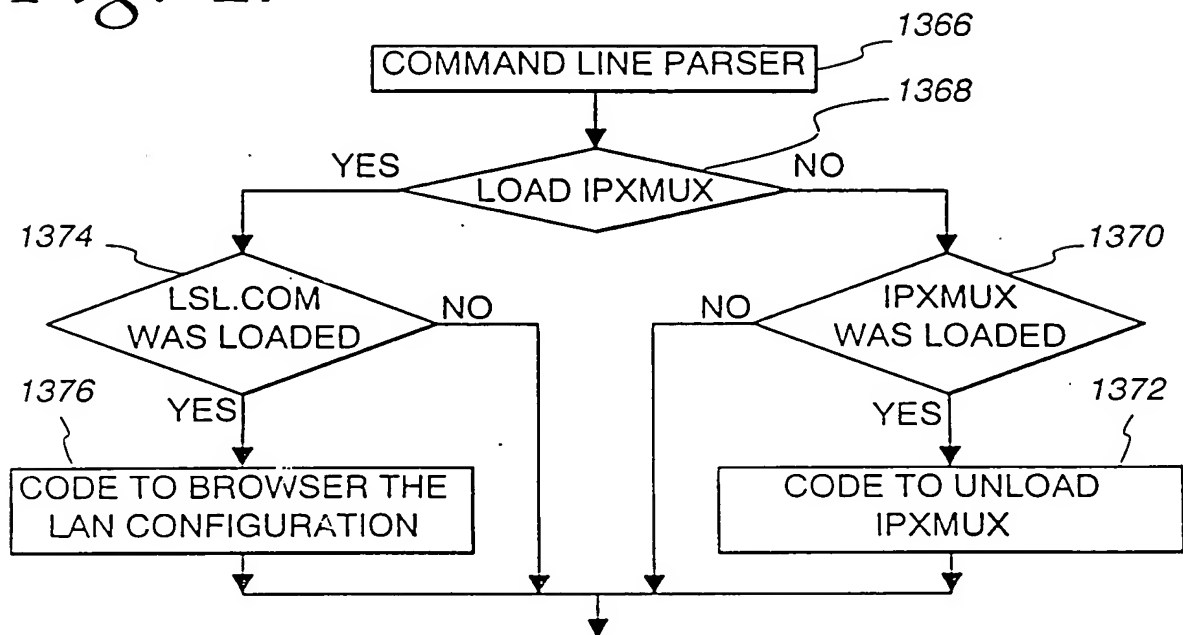 1366
COMMAND LINE PARSER
1368
YES
NO
LOAD IPXMUX
1374
1370
LSL.COM
WAS LOADED
NO
NO
IPXMUX
WAS LOADED
1376
YES
YES
1372
CODE TO BROWSER THE
LAN CONFIGURATION
CODE TO UNLOAD
IPXMUX